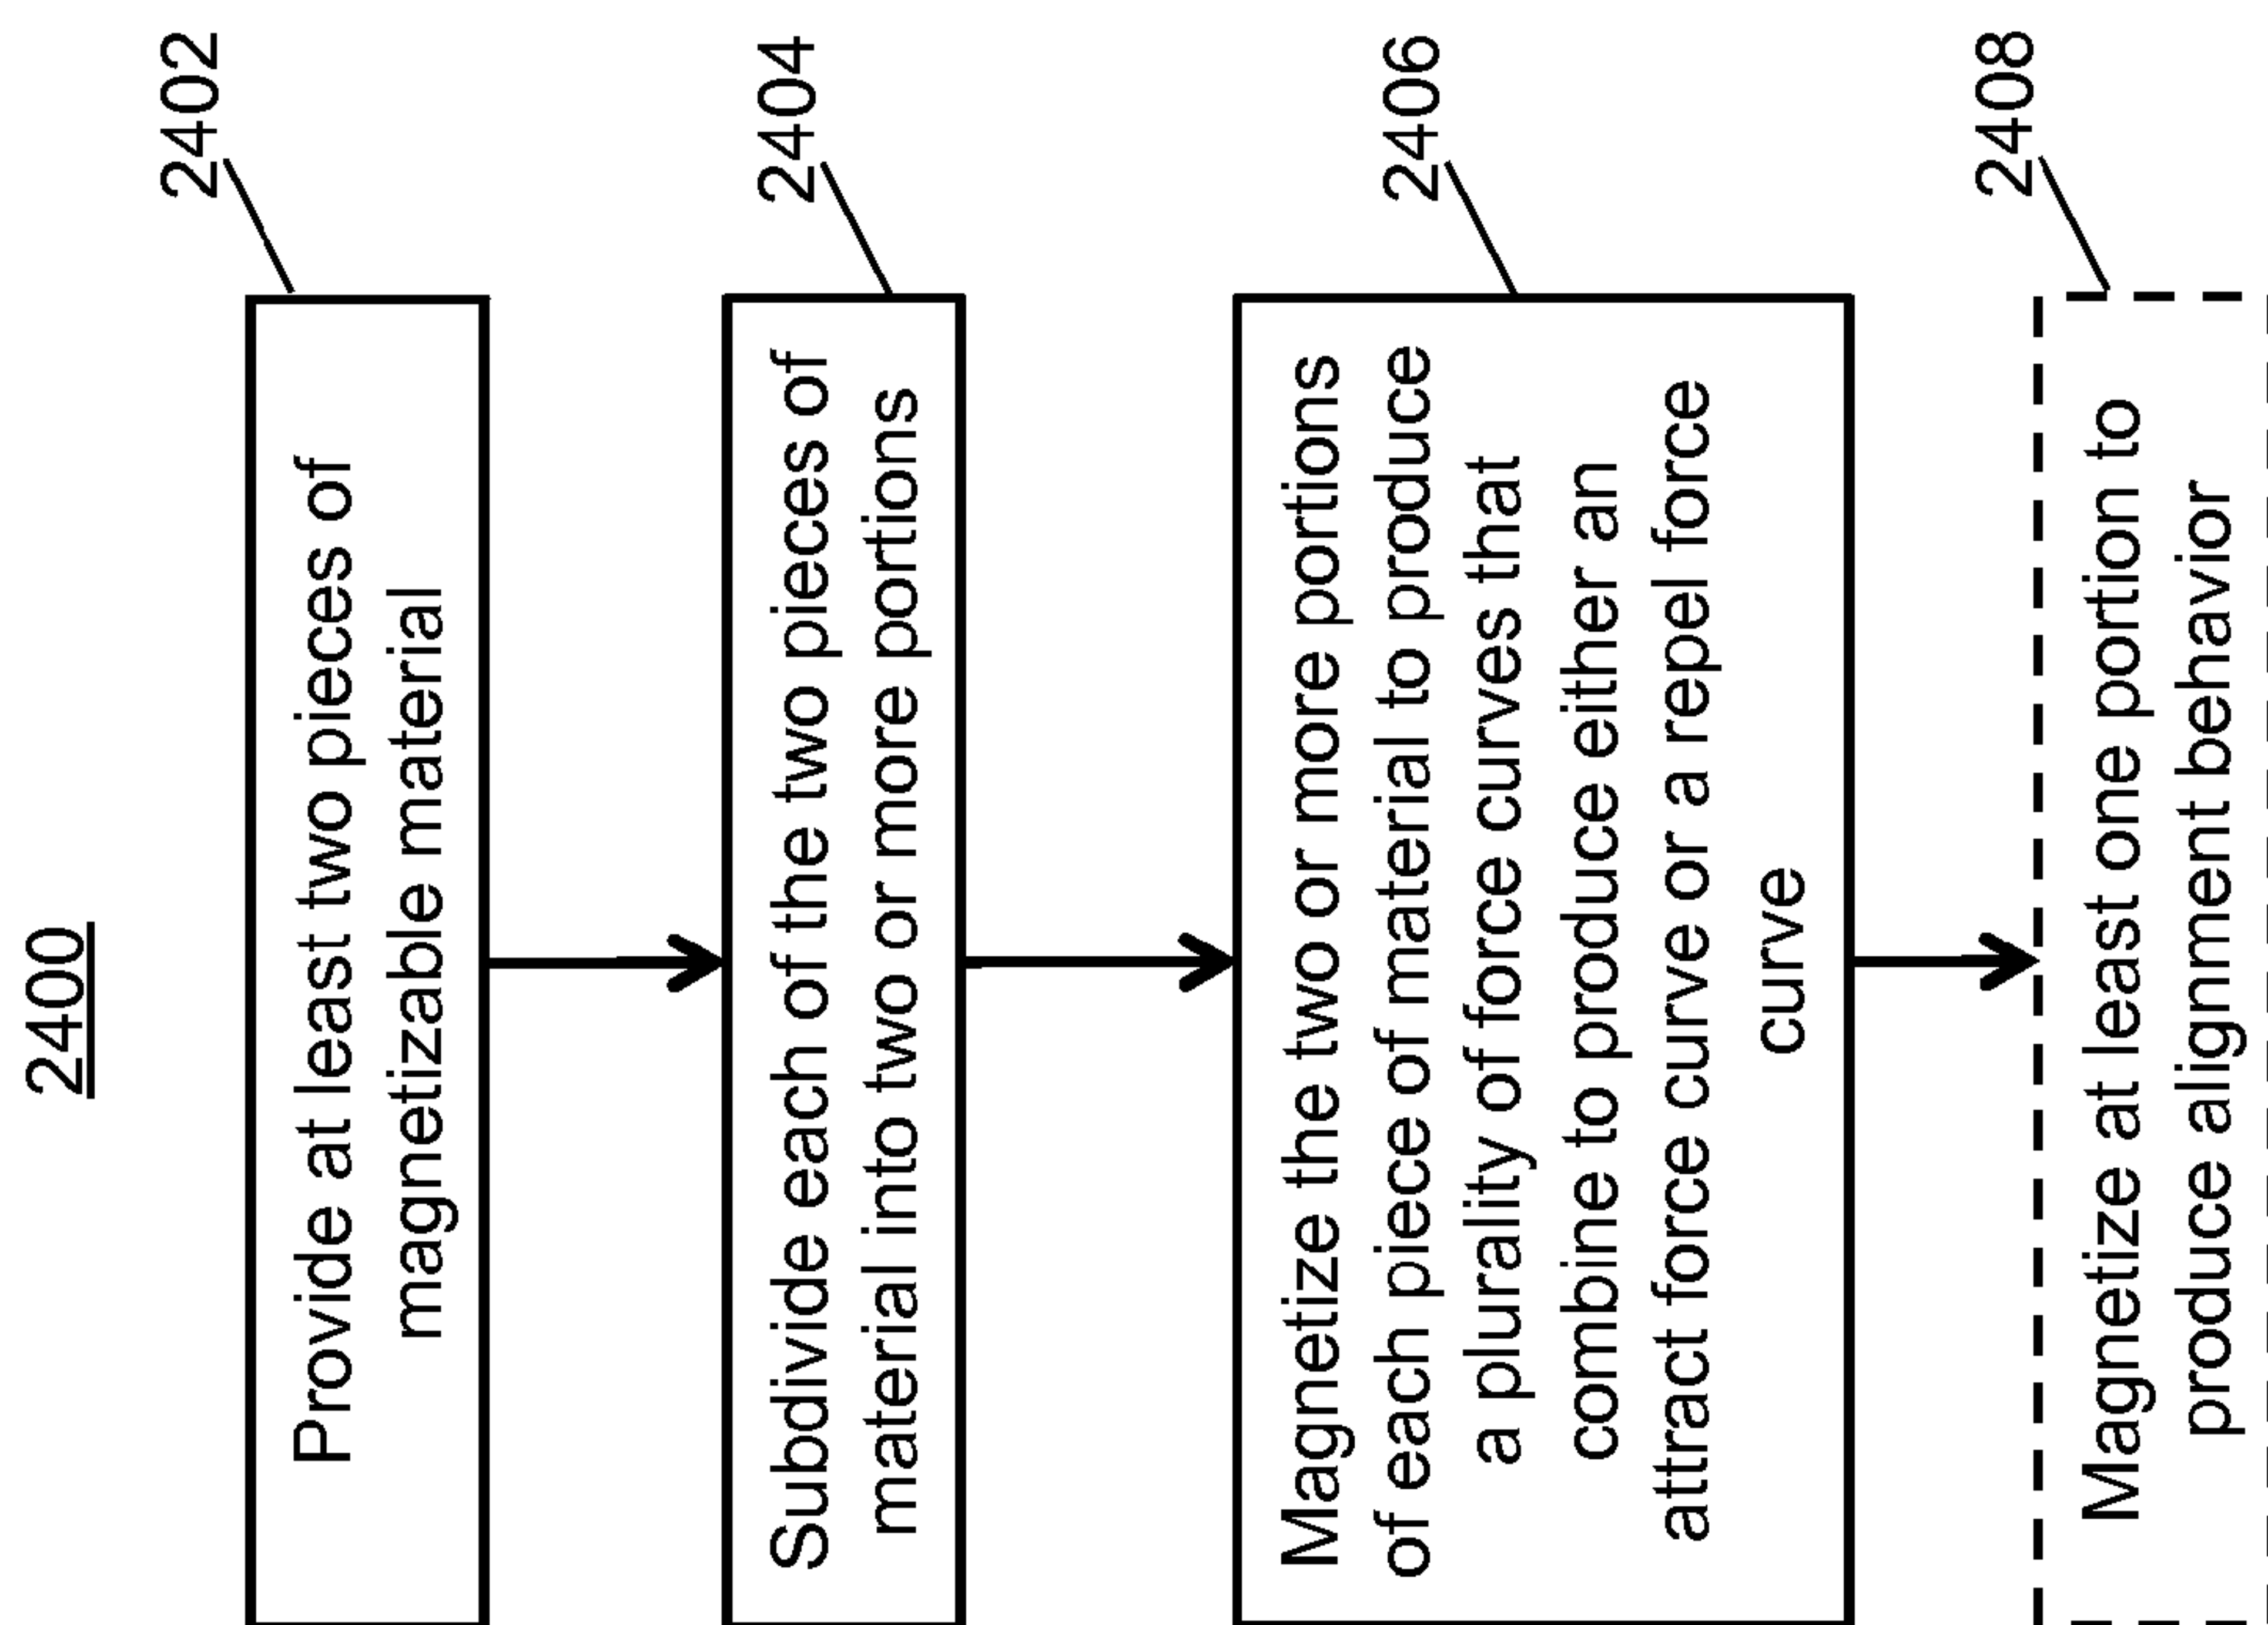 2400
2402
Provide at least two pieces of
magnetizable material
2404
Subdivide each of the two pieces of
material into two or more portions
2406
Magnetize the two or more portions
of each piece of material to produce
a plurality of force curves that
combine to produce either an
attract force curve or a repel force
curve
2408
Magnetize at least one portion to
produce alignment behavior